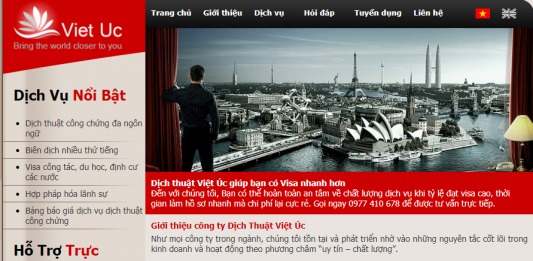 Viet Uc
Bring the world closer to you
Trang chủ Giới thiệu Dịch vụ Hỏi đáp Tuyển dụng Liên hệ
Dịch Vụ Nổi Bật
Dịch thuật công chứng đa ngôn
ngữ
Biên dịch nhiều thứ tiếng
Visa công tác, du học, định cư
các nước
Hợp pháp hóa lãnh sự
Bảng báo giá dịch vụ dịch thuật
công chứng
Hỗ Trợ Trực
Dịch thuật Việt Úc giúp bạn có Visa nhanh hơn
Đến với chúng tôi, Bạn có thể hoàn toàn an tâm về chất lượng dịch vụ khi tỷ lệ đạt visa cao, thời
gian làm hồ sơ nhanh mà chi phí lại cực rẻ. Gọi ngay 0977 410 678 để được tư vấn trực tiếp.
Giới thiệu công ty Dịch Thuật Việt Úc
Như mọi công ty trong ngành, chúng tôi tồn tại và phát triển nhờ vào những nguyên tắc cốt lõi trong
kinh doanh và hoạt động theo phương châm "uy tín – chất lượng".